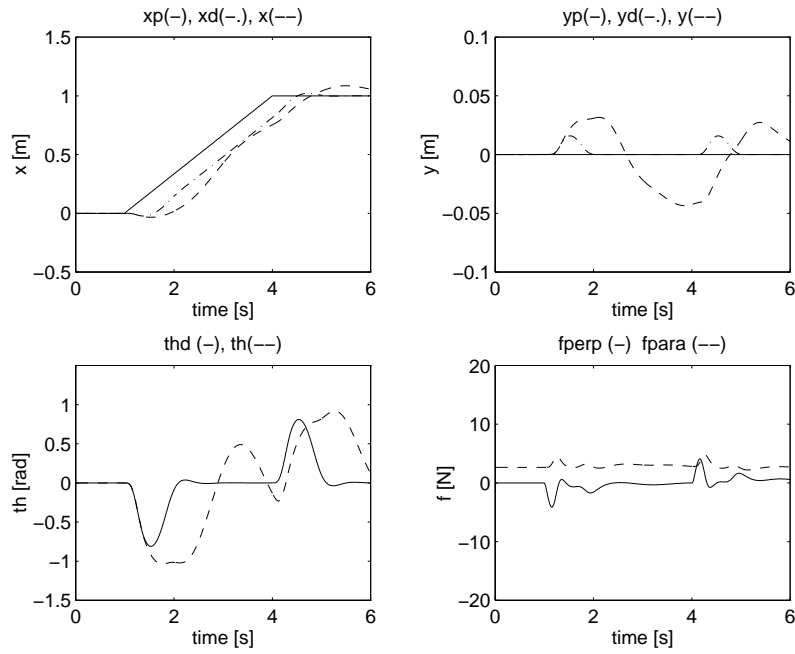 xp(−), xd(−.), x(−−)
1.5
1
0.5
0
−0.5
x [m]
0 2 4 6
time [s]
yp(−), yd(−.), y(−−)
0.1
0.05
0
−0.05
−0.1
y [m]
0 2 4 6
time [s]
thd (−), th(−−)
1
0.5
0
−0.5
−1
−1.5
th [rad]
0 2 4 6
time [s]
fperp (−) fpara (−−)
20
10
0
−10
−20
f [N]
0 2 4 6
time [s]